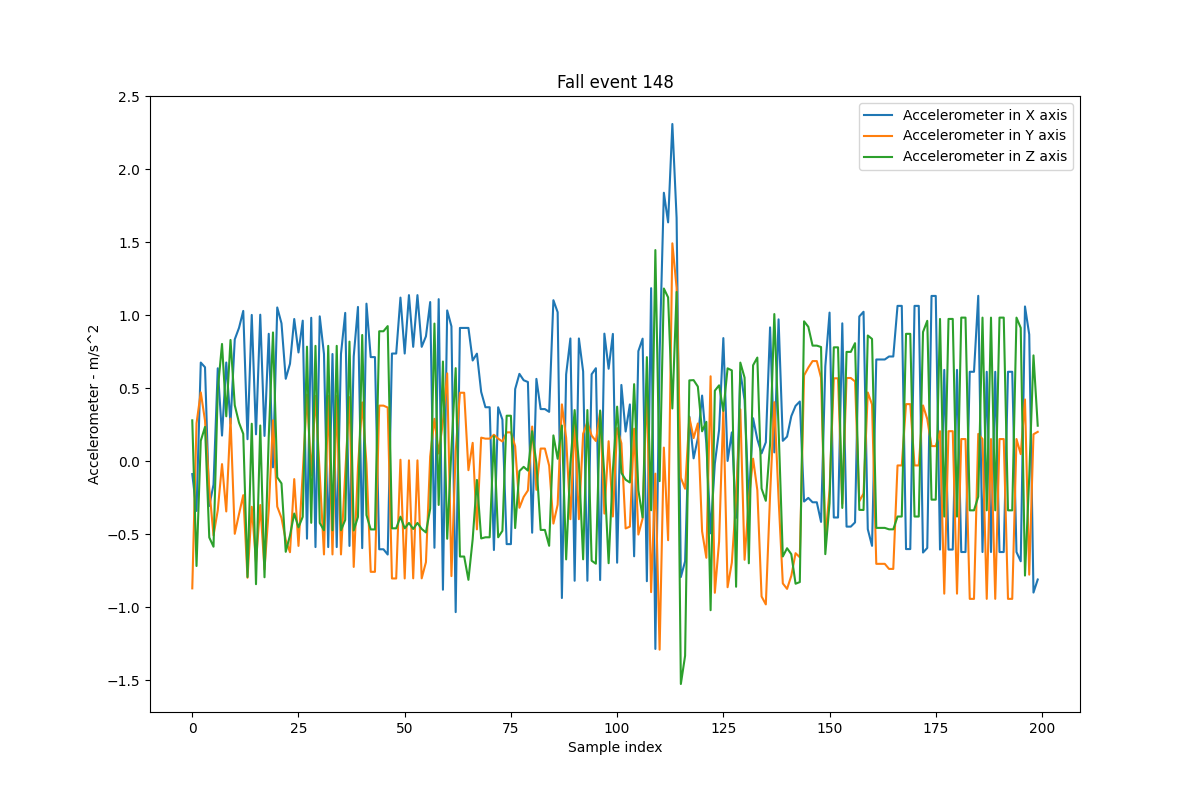 Fall event 148
Accelerometer in X axis
Accelerometer in Y axis
Accelerometer in Z axis
2.5
2.0
1.5
1.0
0.5
0.0
−0.5
−1.0
−1.5
Accelerometer - m/s^2
0 25 50 75 100 125 150 175 200
Sample index